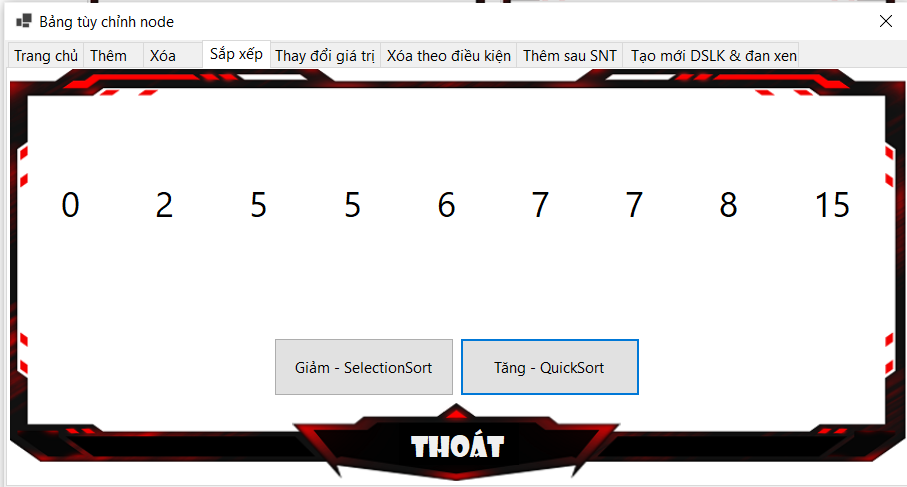 Bảng tùy chỉnh node
Trang chủ Thêm Xóa Sắp xếp Thay đổi giá trị Xóa theo điều kiện Thêm sau SNT Tạo mới DSLK & đan xen
0 2 5 5 6 7 7 8 15
Giảm - SelectionSort Tăng - QuickSort
THOÁT